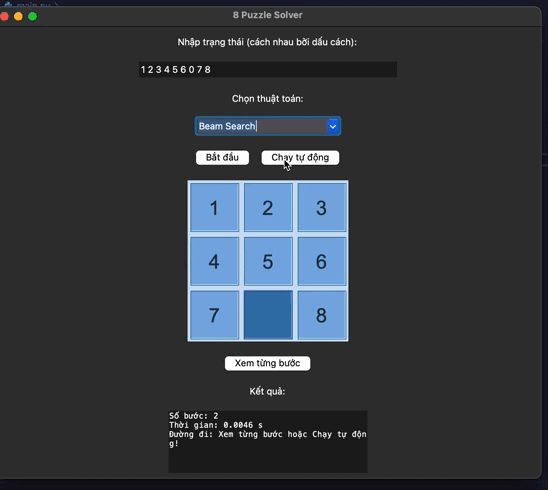 8 Puzzle Solver
Nhập trạng thái (cách nhau bởi dấu cách):
1 2 3 4 5 6 0 7 8
Chọn thuật toán:
Beam Search
Bắt đầu Chạy tự động
1 2 3
4 5 6
7 8
Xem từng bước
Kết quả:
Số bước: 2
Thời gian: 0.0046 s
Đường đi: Xem từng bước hoặc Chạy tự độn
g!